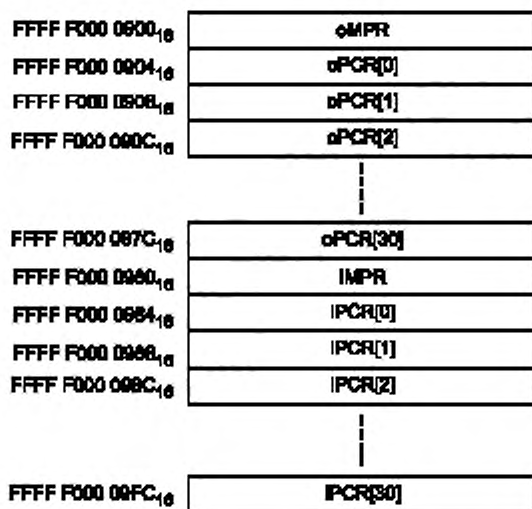 FFFF F000 0900₁₆ oMPR
FFFF F000 0904₁₆ oPCR[0]
FFFF F000 0908₁₆ oPCR[1]
FFFF F000 090C₁₆ oPCR[2]
FFFF F000 097C₁₆ oPCR[30]
FFFF F000 0980₁₆ iMPR
FFFF F000 0984₁₆ iPCR[0]
FFFF F000 0988₁₆ iPCR[1]
FFFF F000 098C₁₆ iPCR[2]
FFFF F000 09FC₁₆ iPCR[30]